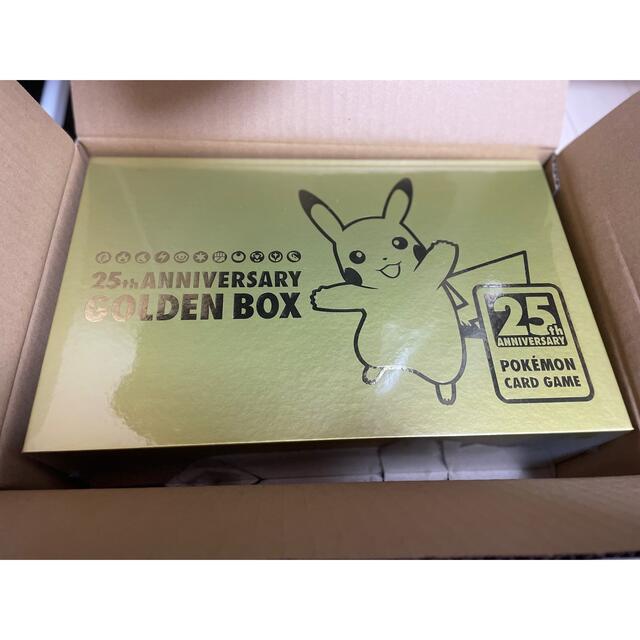 25th ANNIVERSARY
GOLDEN BOX
25th
ANNIVERSARY
POKÉMON
CARD GAME